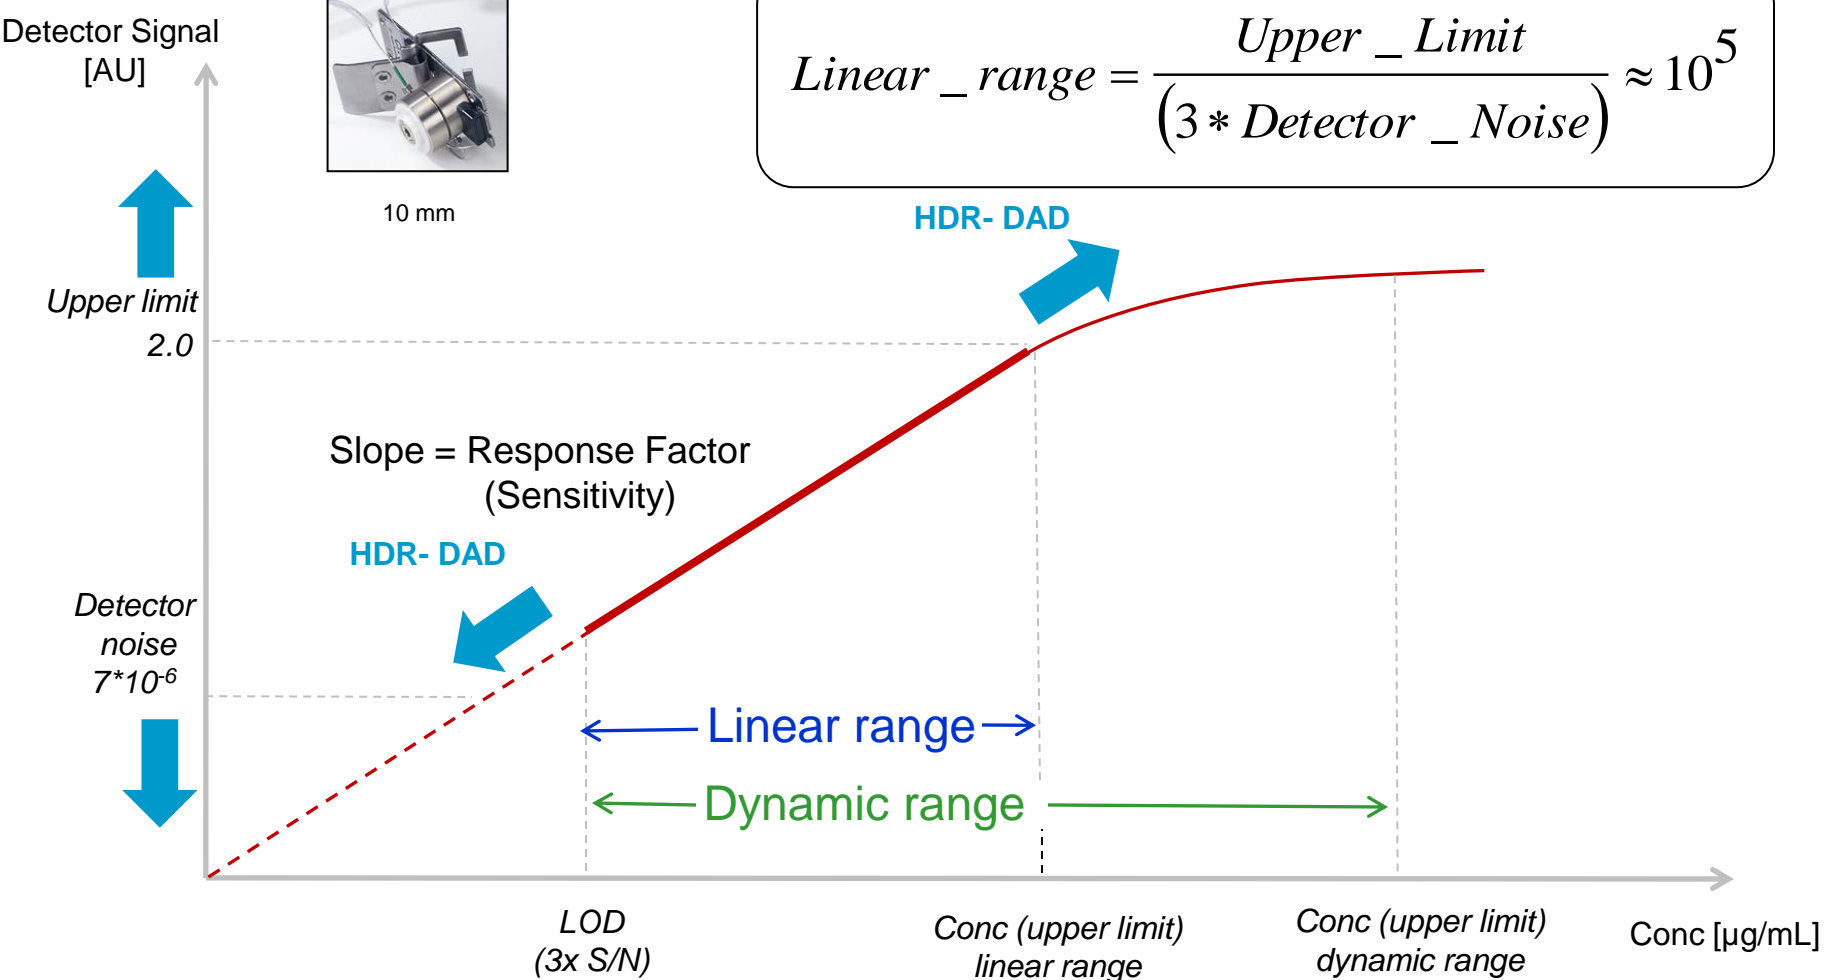 Detector Signal
[AU]
Linear _ range = Upper _ Limit / (3 * Detector _ Noise) ≈ 10⁵
10 mm
HDR- DAD
Upper limit
2.0
Slope = Response Factor
(Sensitivity)
HDR- DAD
Detector
noise
7*10⁻⁶
Linear range
Dynamic range
LOD
(3x S/N)
Conc (upper limit)
linear range
Conc (upper limit)
dynamic range
Conc [µg/mL]